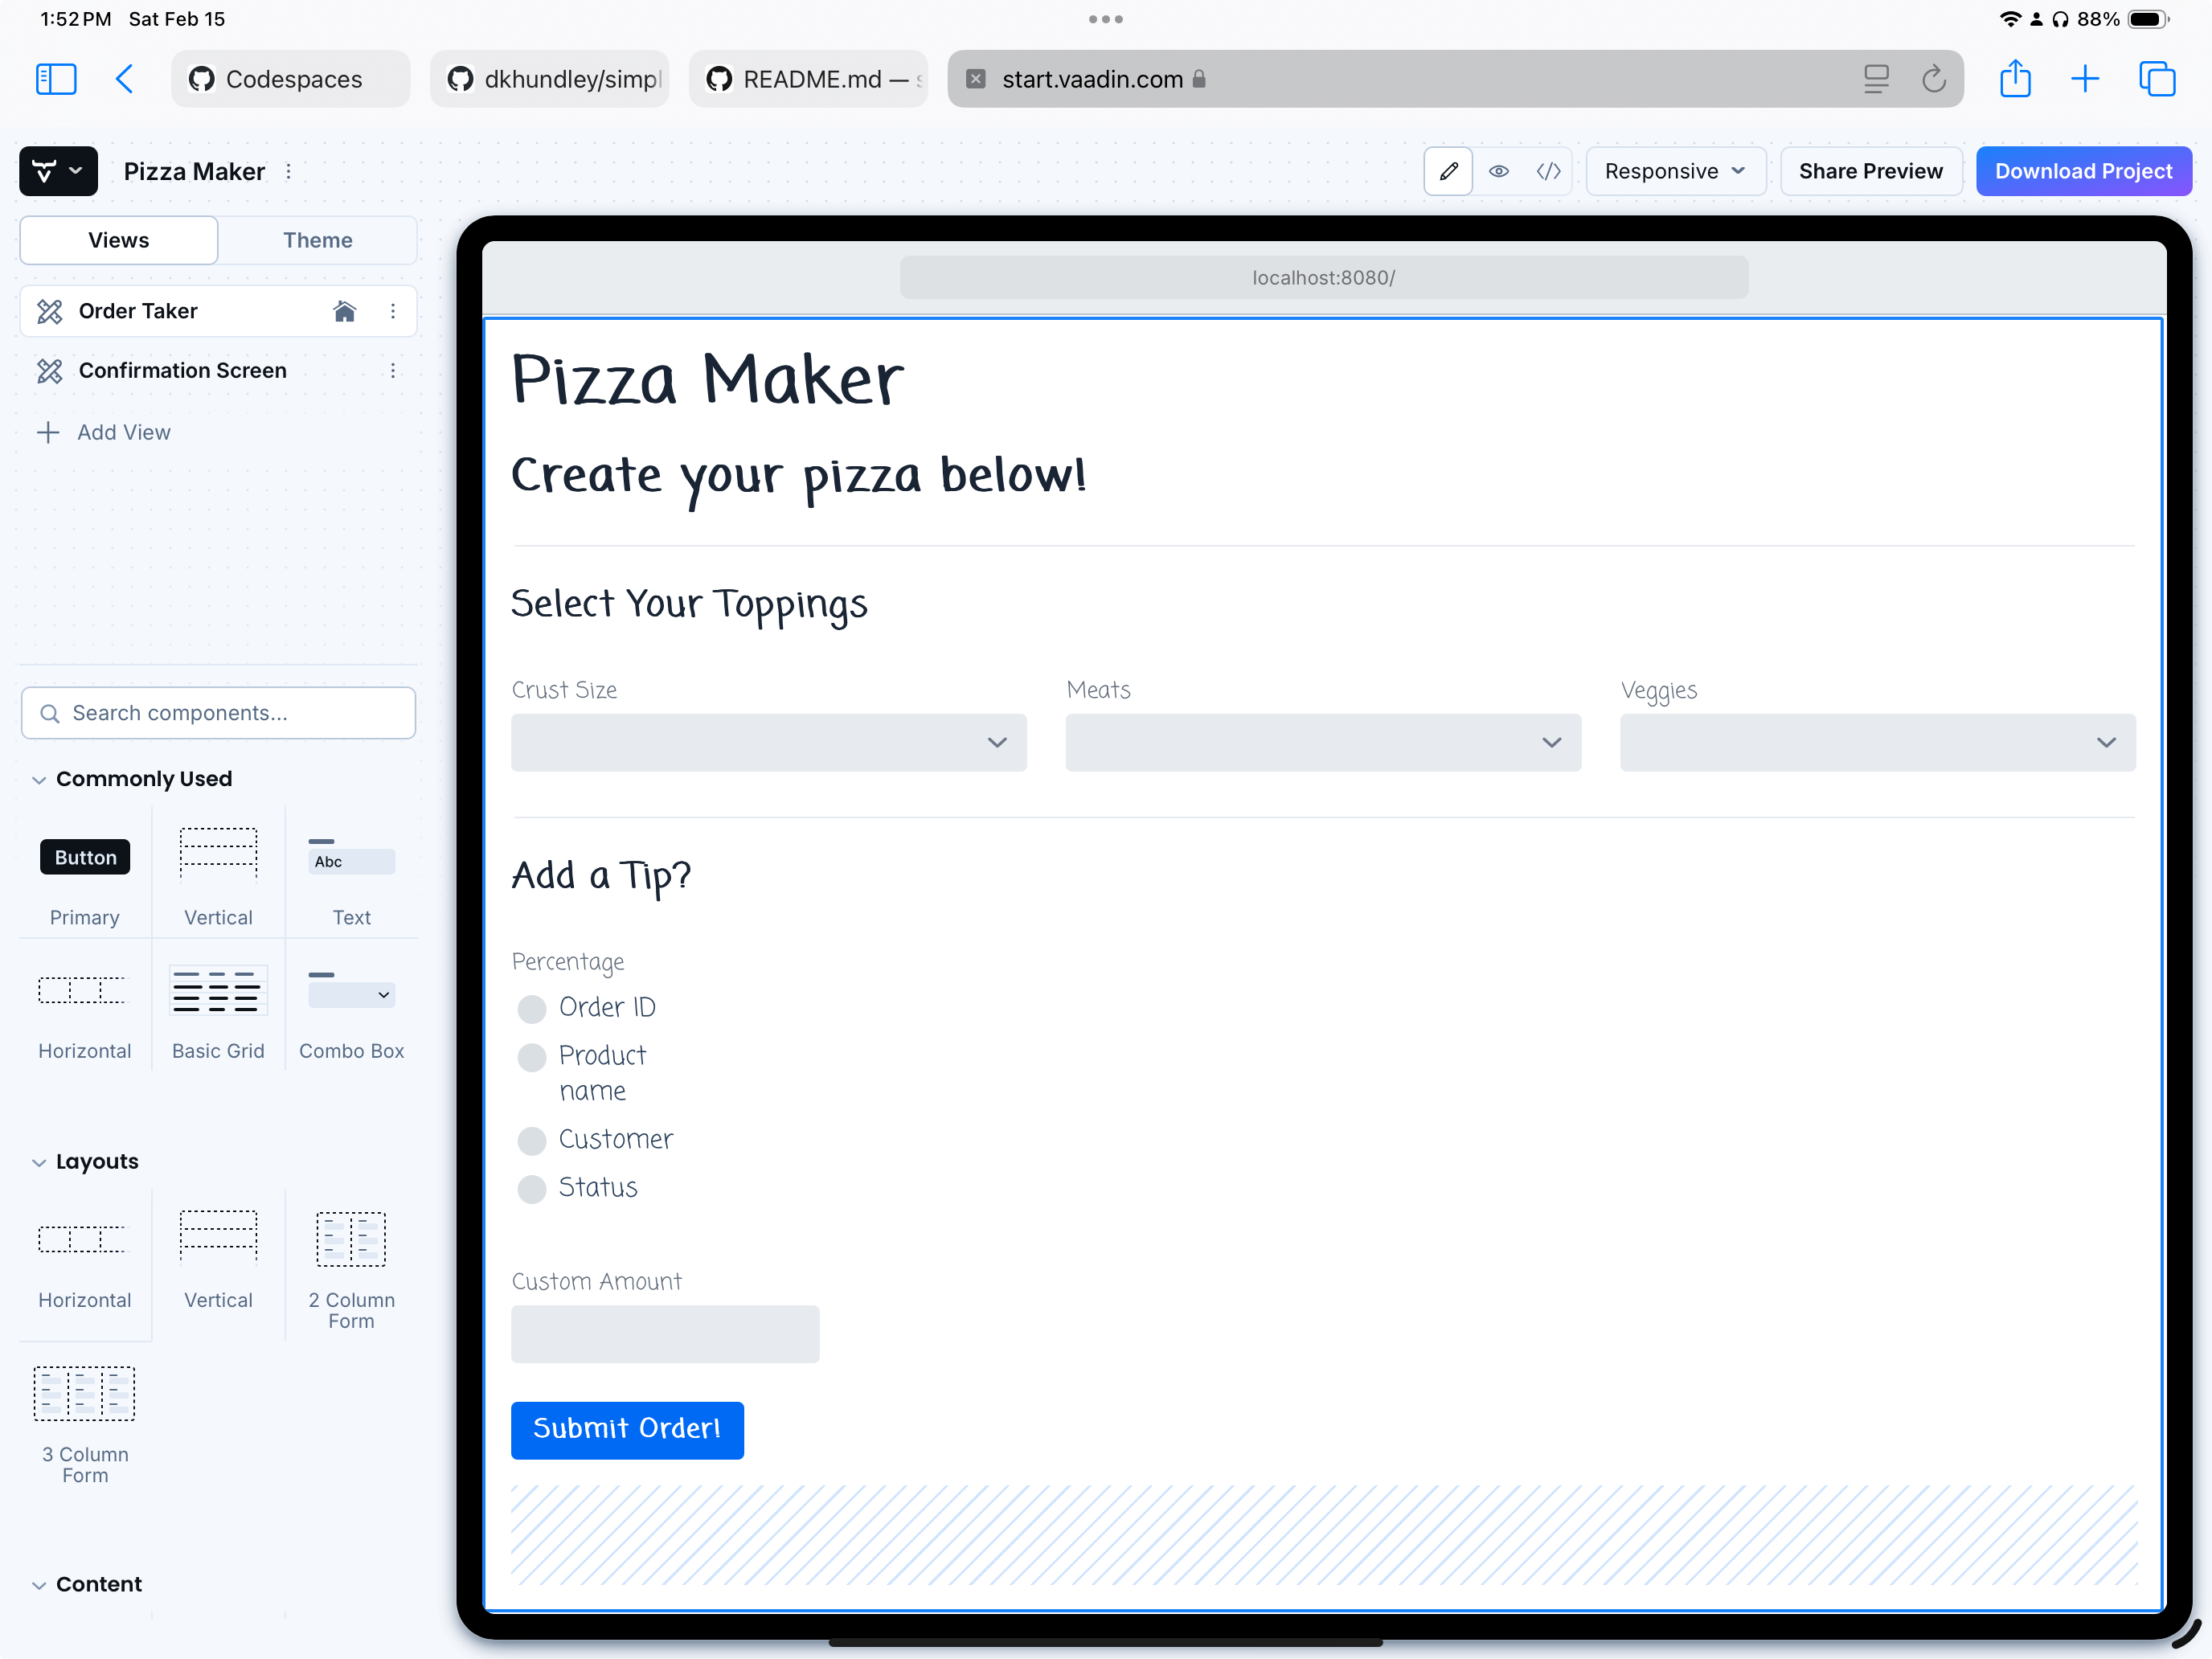 1:52 PM Sat Feb 15
88%
Codespaces
dkhundley/simpl
README.md —
start.vaadin.com
Pizza Maker
Responsive
Share Preview
Download Project
Views
Theme
Order Taker
Confirmation Screen
Add View
Search components...
Commonly Used
Button
Abc
Primary
Vertical
Text
Horizontal
Basic Grid
Combo Box
Layouts
Horizontal
Vertical
2 Column
Form
3 Column
Form
Content
localhost:8080/
Pizza Maker
Create your pizza below!
Select Your Toppings
Crust Size
Meats
Veggies
Add a Tip?
Percentage
Order ID
Product
name
Customer
Status
Custom Amount
Submit Order!